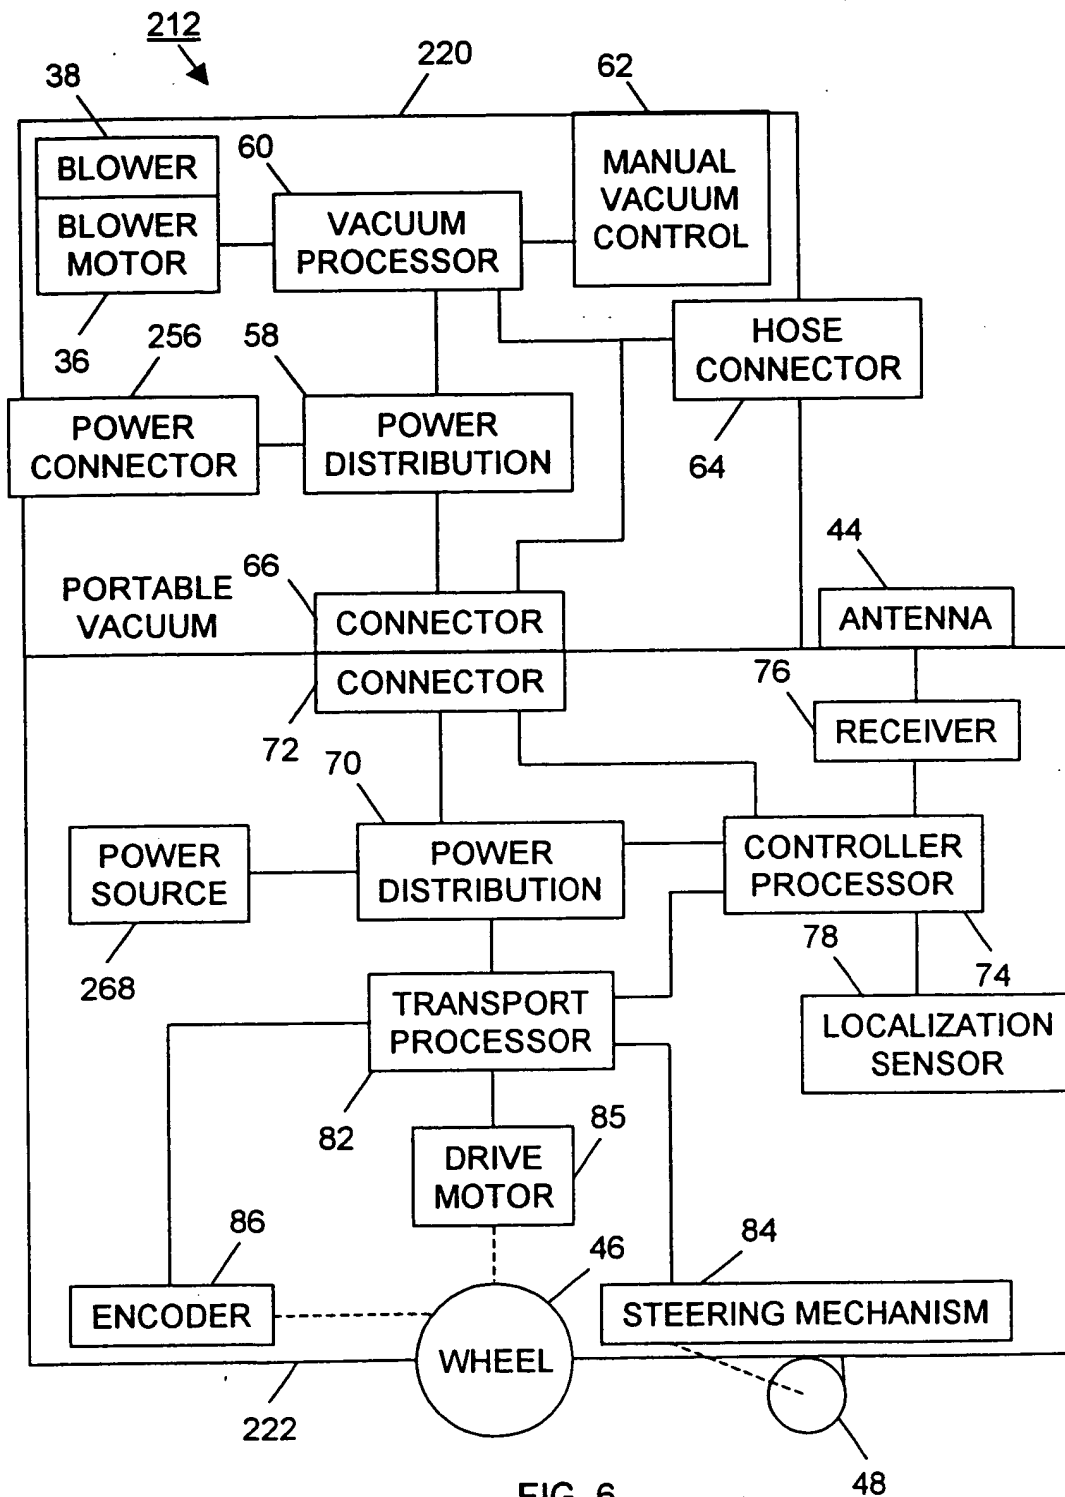 212
220
38
62
60
BLOWER
BLOWER
MOTOR
VACUUM
PROCESSOR
MANUAL
VACUUM
CONTROL
36
256
58
HOSE
CONNECTOR
POWER
CONNECTOR
POWER
DISTRIBUTION
64
44
66
PORTABLE
VACUUM
CONNECTOR
ANTENNA
CONNECTOR
76
72
RECEIVER
70
POWER
SOURCE
POWER
DISTRIBUTION
CONTROLLER
PROCESSOR
78
74
268
TRANSPORT
PROCESSOR
LOCALIZATION
SENSOR
82
85
DRIVE
MOTOR
86
46
84
ENCODER
STEERING MECHANISM
WHEEL
222
48
FIG. 6